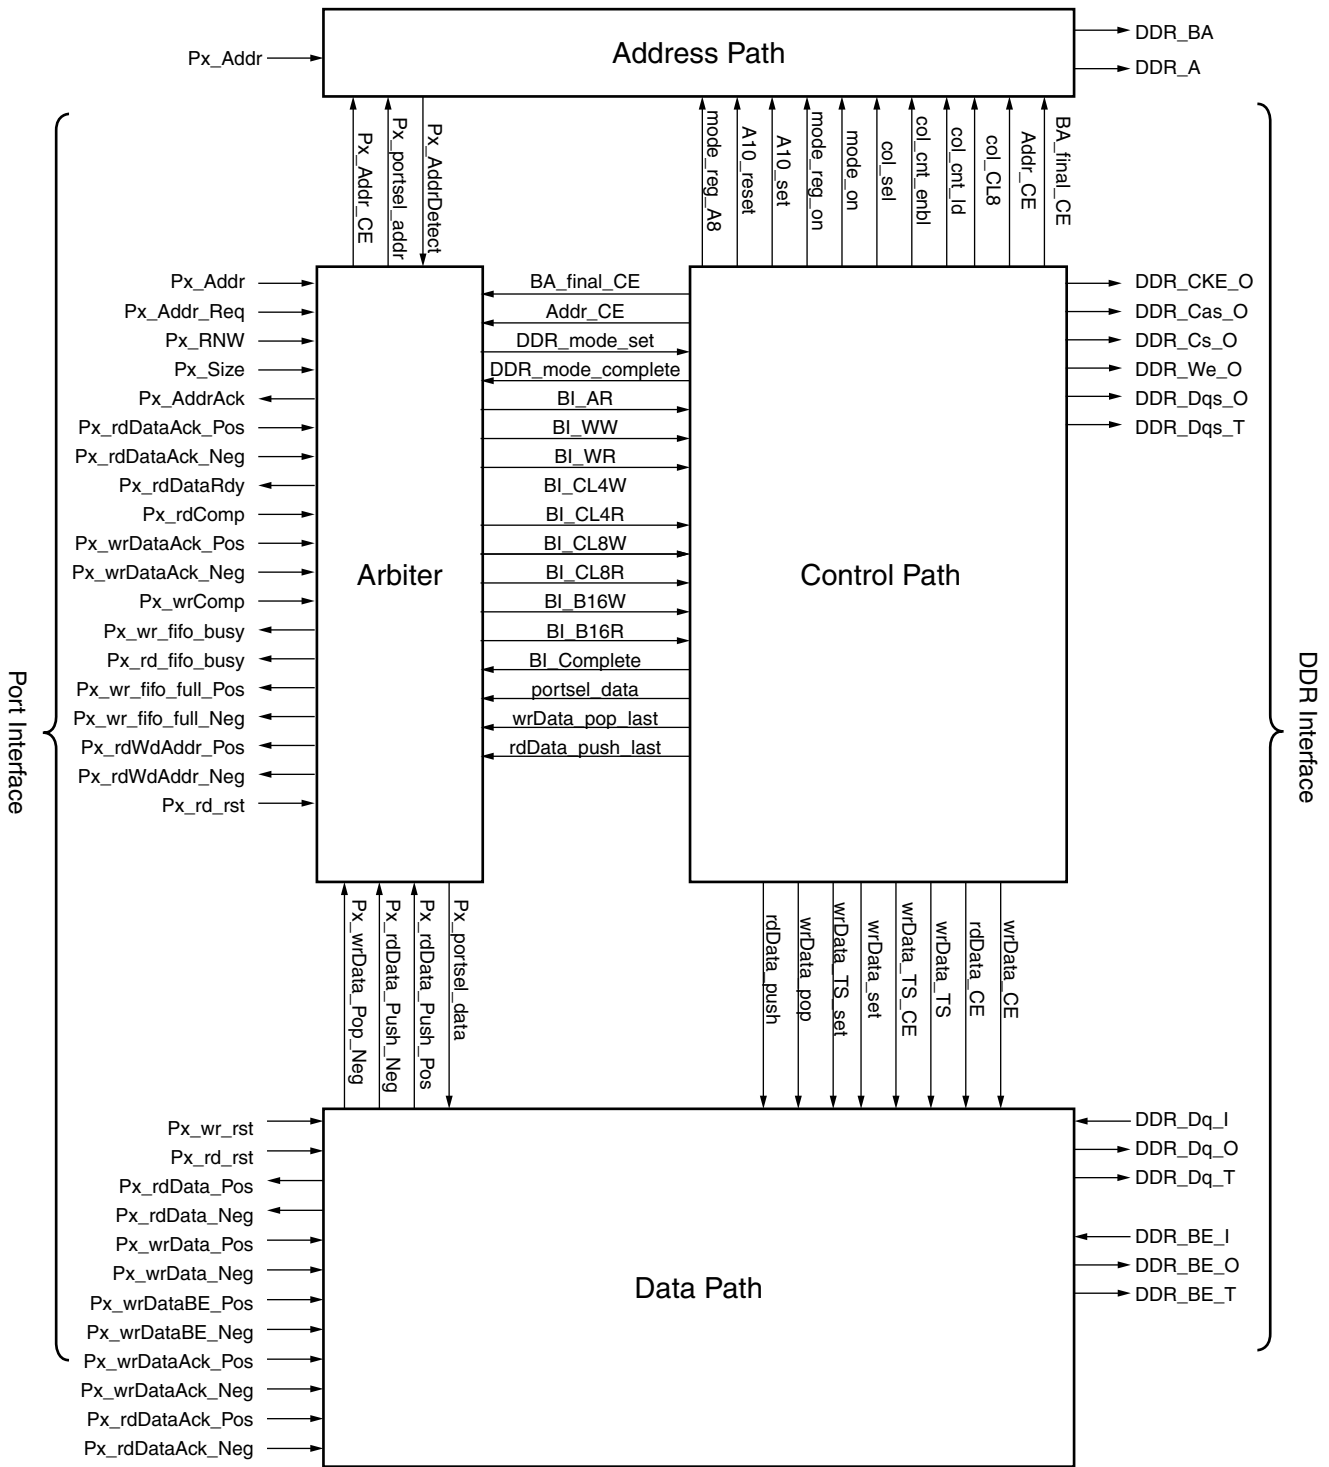 Address Path
Px_Addr
DDR_BA
DDR_A
Px_Addr_CE
Px_portsel_addr
Px_AddrDetect
mode_reg_A8
A10_reset
A10_set
mode_reg_on
mode_on
col_sel
col_cnt_enbl
col_cnt_ld
col_CL8
Addr_CE
BA_final_CE
Port Interface
Px_Addr
Px_Addr_Req
Px_RNW
Px_Size
Px_AddrAck
Px_rdDataAck_Pos
Px_rdDataAck_Neg
Px_rdDataRdy
Px_rdComp
Px_wrDataAck_Pos
Px_wrDataAck_Neg
Px_wrComp
Px_wr_fifo_busy
Px_rd_fifo_busy
Px_wr_fifo_full_Pos
Px_wr_fifo_full_Neg
Px_rdWdAddr_Pos
Px_rdWdAddr_Neg
Px_rd_rst
Arbiter
BA_final_CE
Addr_CE
DDR_mode_set
DDR_mode_complete
BI_AR
BI_WW
BI_WR
BI_CL4W
BI_CL4R
BI_CL8W
BI_CL8R
BI_B16W
BI_B16R
BI_Complete
portsel_data
wrData_pop_last
rdData_push_last
Control Path
DDR_CKE_O
DDR_Cas_O
DDR_Cs_O
DDR_We_O
DDR_Dqs_O
DDR_Dqs_T
DDR Interface
Px_wrData_Pop_Neg
Px_rdData_Push_Neg
Px_rdData_Push_Pos
Px_portsel_data
rdData_push
wrData_pop
wrData_TS_set
wrData_set
wrData_TS_CE
wrData_TS
rdData_CE
wrData_CE
Px_wr_rst
Px_rd_rst
Px_rdData_Pos
Px_rdData_Neg
Px_wrData_Pos
Px_wrData_Neg
Px_wrDataBE_Pos
Px_wrDataBE_Neg
Px_wrDataAck_Pos
Px_wrDataAck_Neg
Px_rdDataAck_Pos
Px_rdDataAck_Neg
Data Path
DDR_Dq_I
DDR_Dq_O
DDR_Dq_T
DDR_BE_I
DDR_BE_O
DDR_BE_T